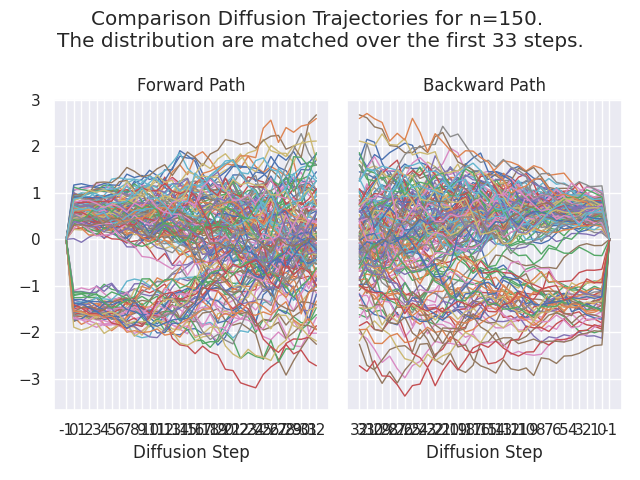 Comparison Diffusion Trajectories for n=150.
The distribution are matched over the first 33 steps.
Forward Path
Backward Path
3
2
1
0
−1
−2
−3
Diffusion Step
Diffusion Step